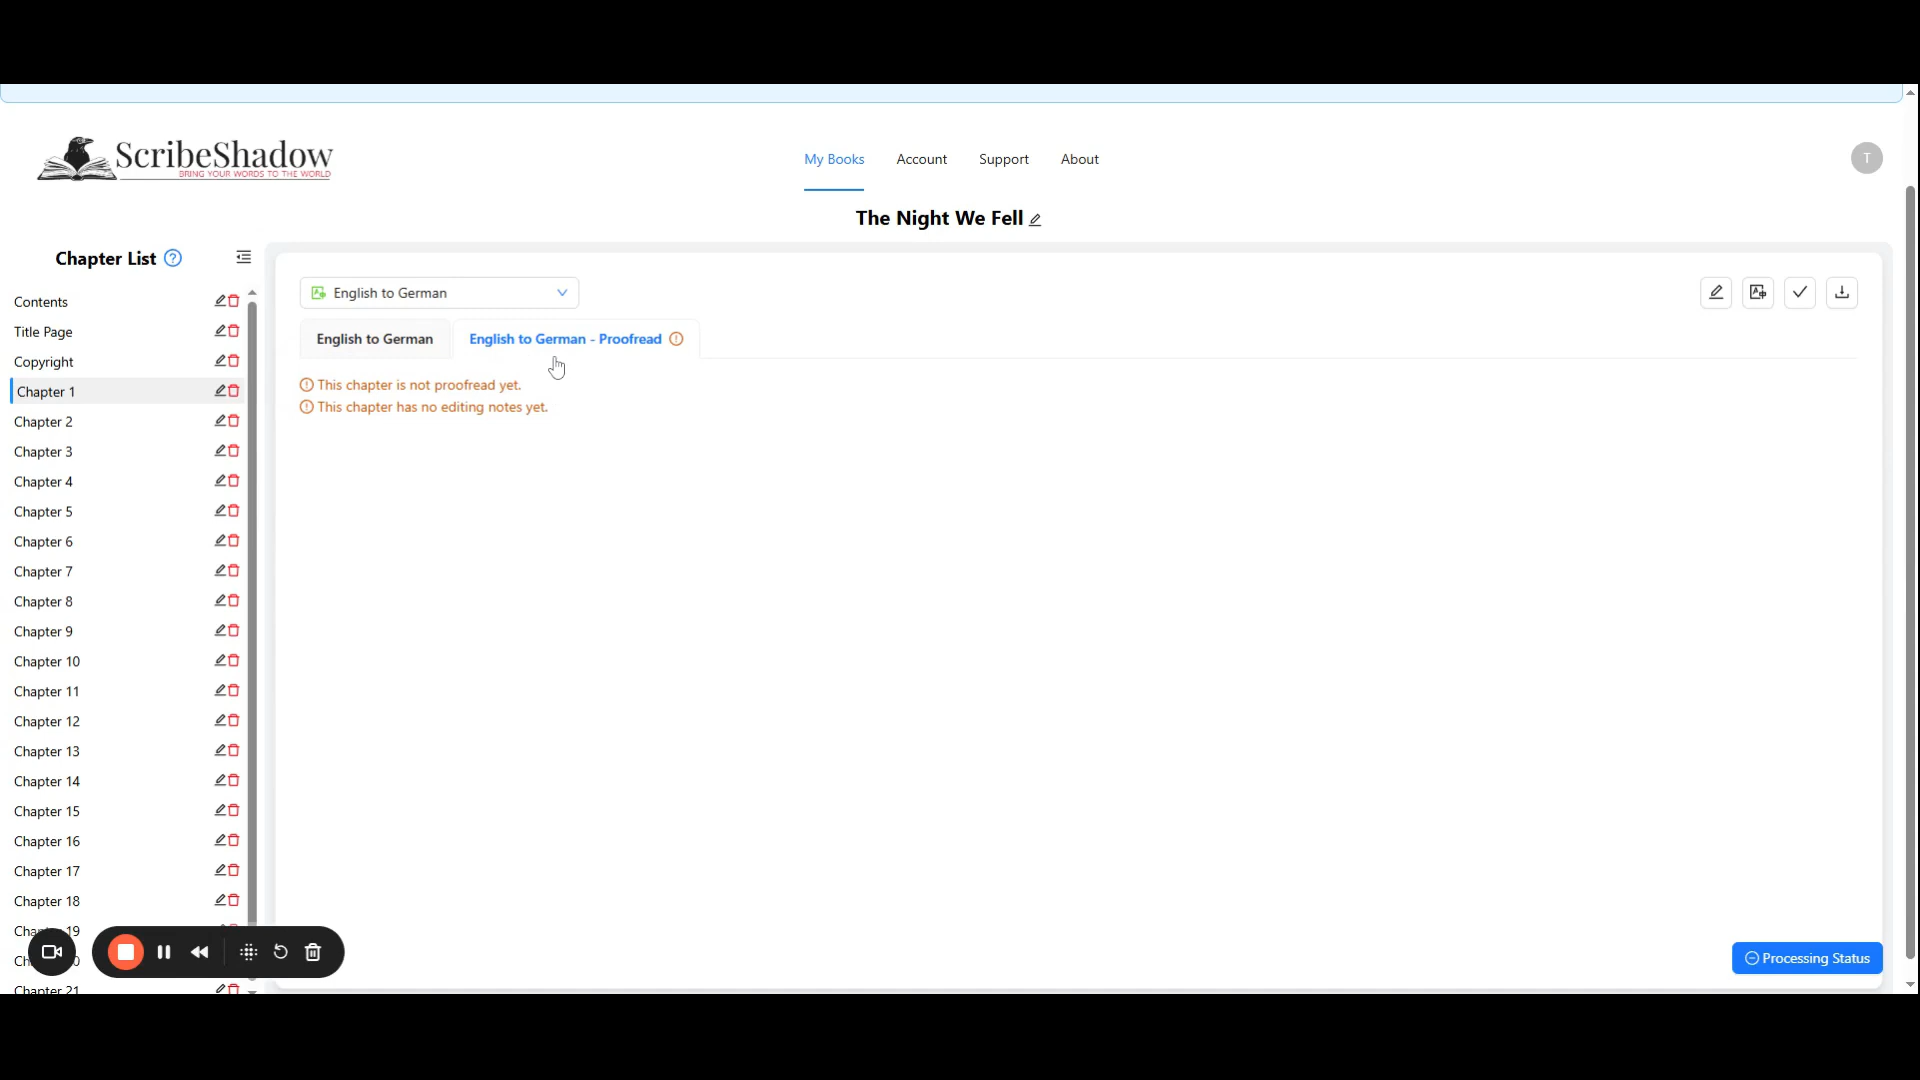 ScribeShadow
BRING YOUR WORDS TO THE WORLD
My Books
Account
Support
About
T
The Night We Fell
Chapter List
Contents
Title Page
Copyright
Chapter 1
Chapter 2
Chapter 3
Chapter 4
Chapter 5
Chapter 6
Chapter 7
Chapter 8
Chapter 9
Chapter 10
Chapter 11
Chapter 12
Chapter 13
Chapter 14
Chapter 15
Chapter 16
Chapter 17
Chapter 18
19
Chapter 21
English to German
English to German
English to German - Proofread
This chapter is not proofread yet.
This chapter has no editing notes yet.
Processing Status